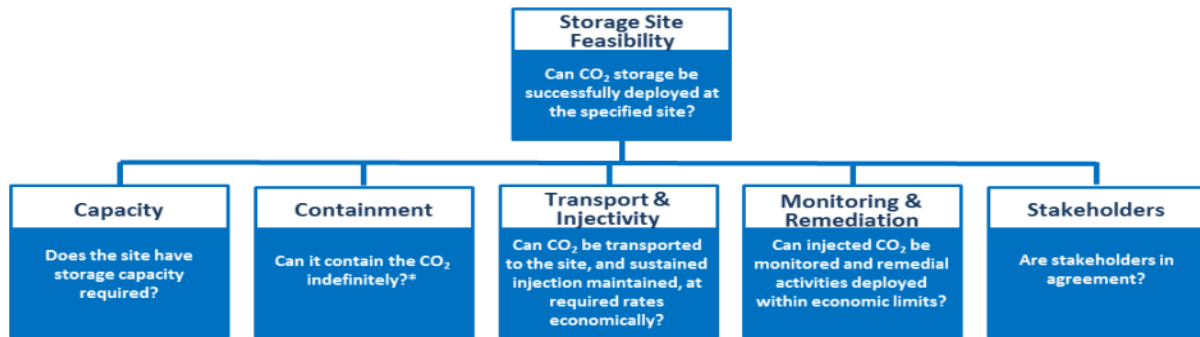 Storage Site
Feasibility
Can CO₂ storage be
successfully deployed at
the specified site?
Capacity
Does the site have
storage capacity
required?
Containment
Can it contain the CO₂
indefinitely?*
Transport &
Injectivity
Can CO₂ be transported
to the site, and sustained
injection maintained, at
required rates
economically?
Monitoring &
Remediation
Can injected CO₂ be
monitored and remedial
activities deployed
within economic limits?
Stakeholders
Are stakeholders in
agreement?